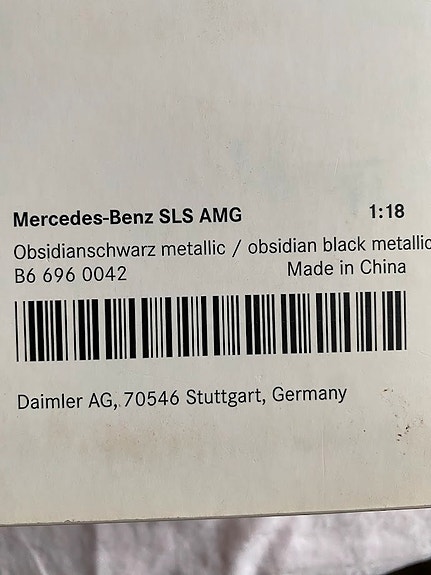 Mercedes-Benz SLS AMG 1:18
Obsidianschwarz metallic / obsidian black metallic
B6 696 0042 Made in China
Daimler AG, 70546 Stuttgart, Germany